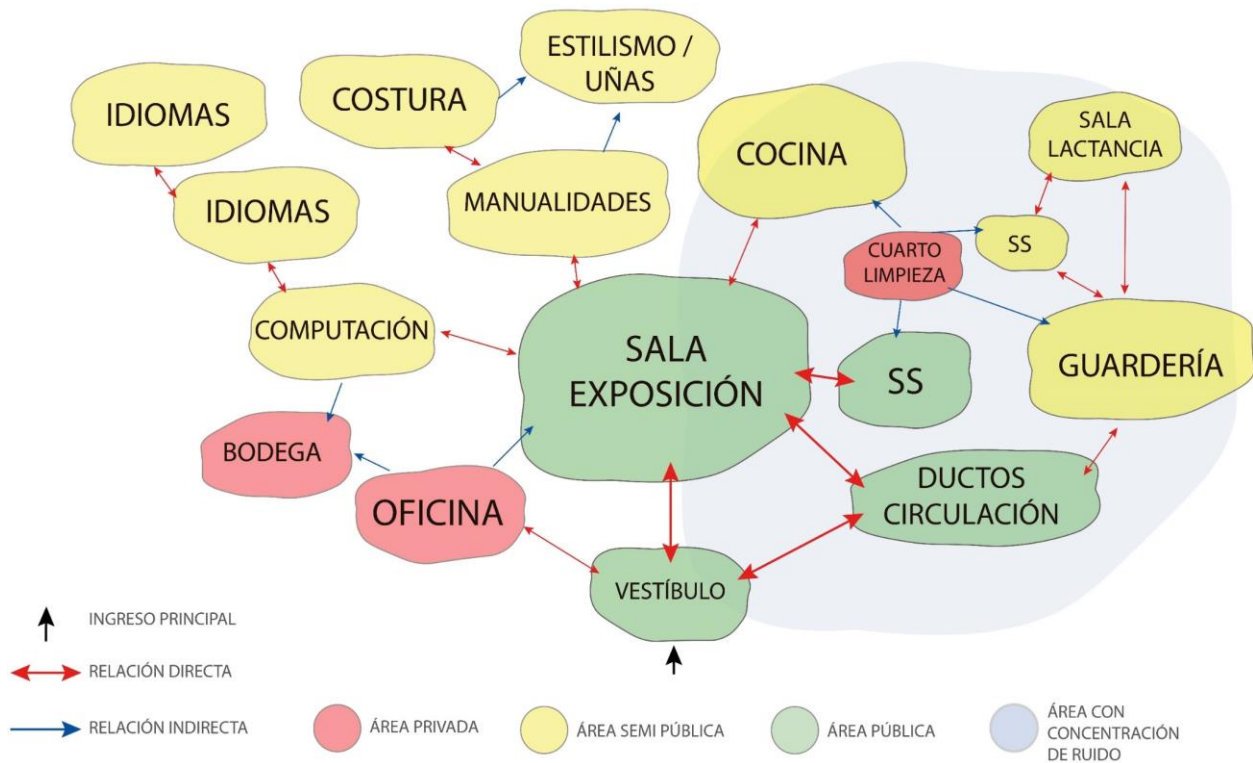 ESTILISMO /
UÑAS
COSTURA
IDIOMAS
COCINA
SALA
LACTANCIA
MANUALIDADES
IDIOMAS
SS
CUARTO
LIMPIEZA
COMPUTACIÓN
SALA
EXPOSICIÓN
SS
GUARDERÍA
BODEGA
OFICINA
DUCTOS
CIRCULACIÓN
VESTÍBULO
INGRESO PRINCIPAL
RELACIÓN DIRECTA
RELACIÓN INDIRECTA
ÁREA PRIVADA
ÁREA SEMI PÚBLICA
ÁREA PÚBLICA
ÁREA CON
CONCENTRACIÓN
DE RUIDO